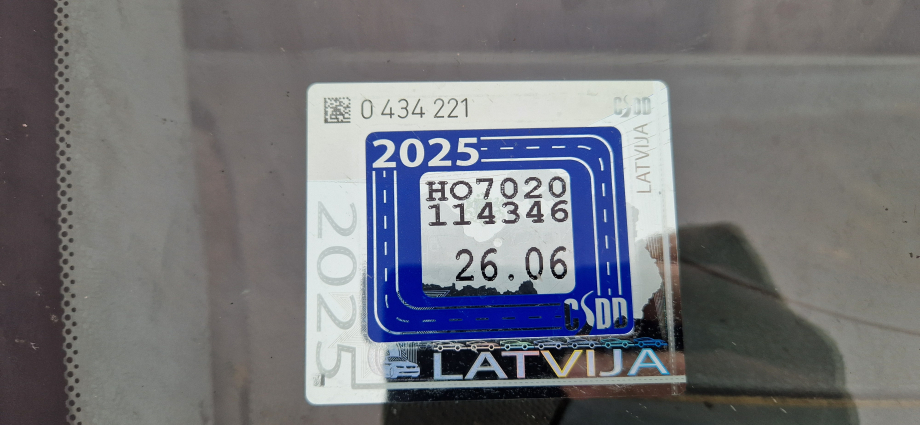 0 434 221
CSDD
LATVIJA
2025
HO7020
114346
26.06
2025
CSDD
LATVIJA